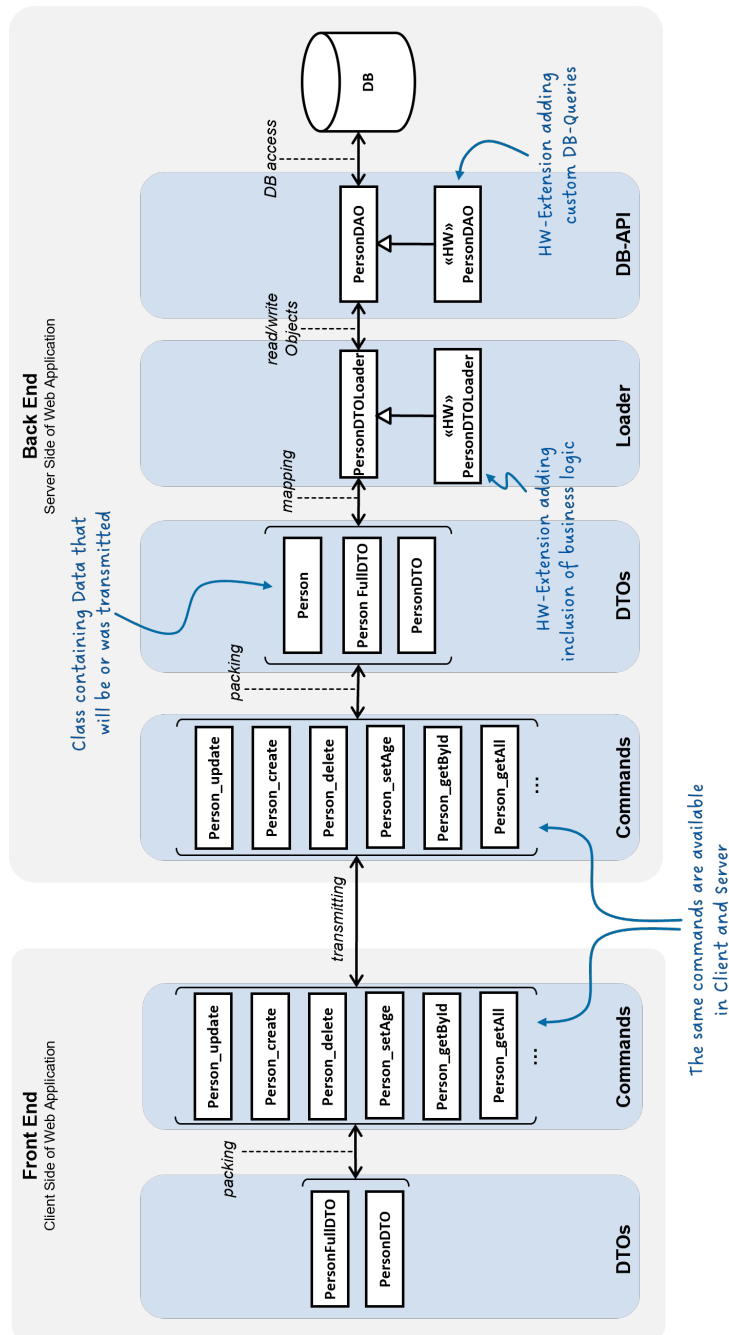 Front End
Client Side of Web Application
DTOs
PersonFullDTO
PersonDTO
packing
Commands
Person_update
Person_create
Person_delete
Person_setAge
Person_getById
Person_getAll
...
transmitting
The same commands are available
in Client and Server
Back End
Server Side of Web Application
Commands
Person_update
Person_create
Person_delete
Person_setAge
Person_getById
Person_getAll
...
packing
Class containing Data that
will be or was transmitted
DTOs
Person
Person FullDTO
PersonDTO
mapping
Loader
PersonDTOLoader
«HW»
PersonDTOLoader
HW-Extension adding
inclusion of business logic
read/write
Objects
DB-API
PersonDAO
«HW»
PersonDAO
HW-Extension adding
custom DB-Queries
DB access
DB